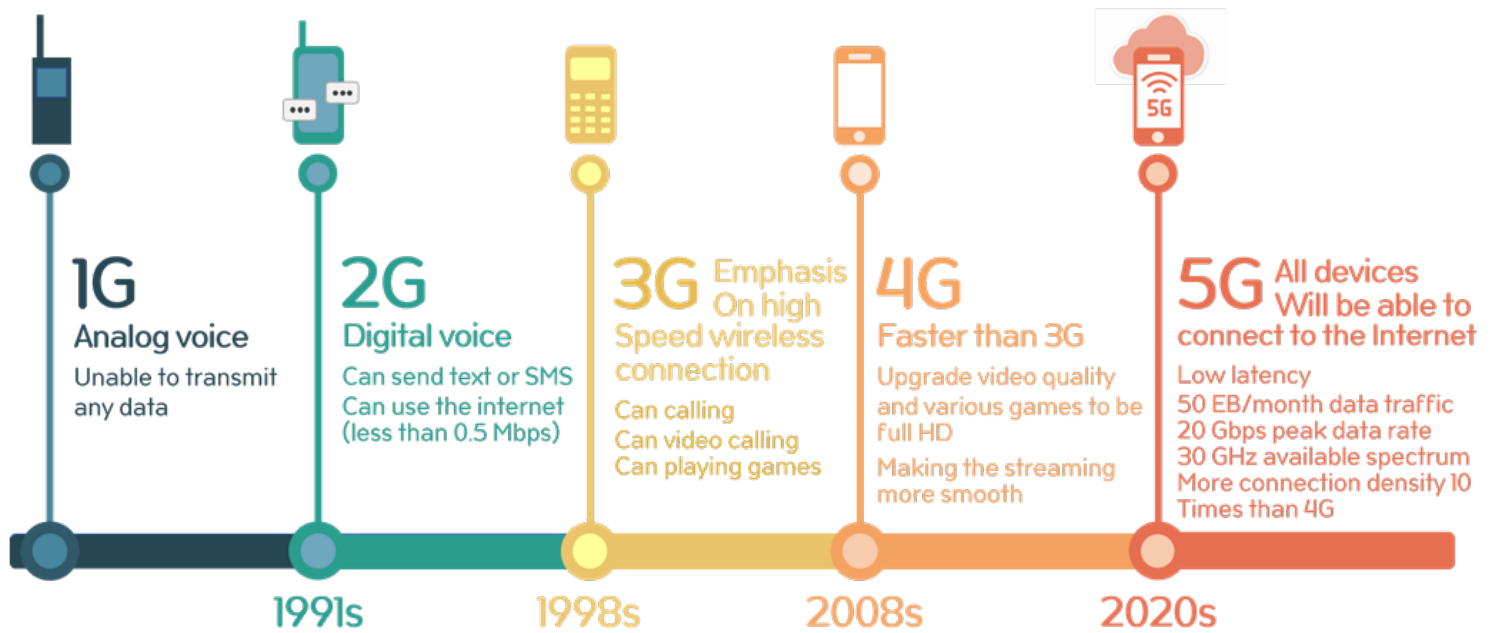 5G
1G
Analog voice
Unable to transmit
any data
2G
Digital voice
Can send text or SMS
Can use the internet
(less than 0.5 Mbps)
3G Emphasis
On high
Speed wireless
connection
Can calling
Can video calling
Can playing games
4G
Faster than 3G
Upgrade video quality
and various games to be
full HD
Making the streaming
more smooth
5G All devices
Will be able to
connect to the Internet
Low latency
50 EB/month data traffic
20 Gbps peak data rate
30 GHz available spectrum
More connection density 10
Times than 4G
1991s
1998s
2008s
2020s